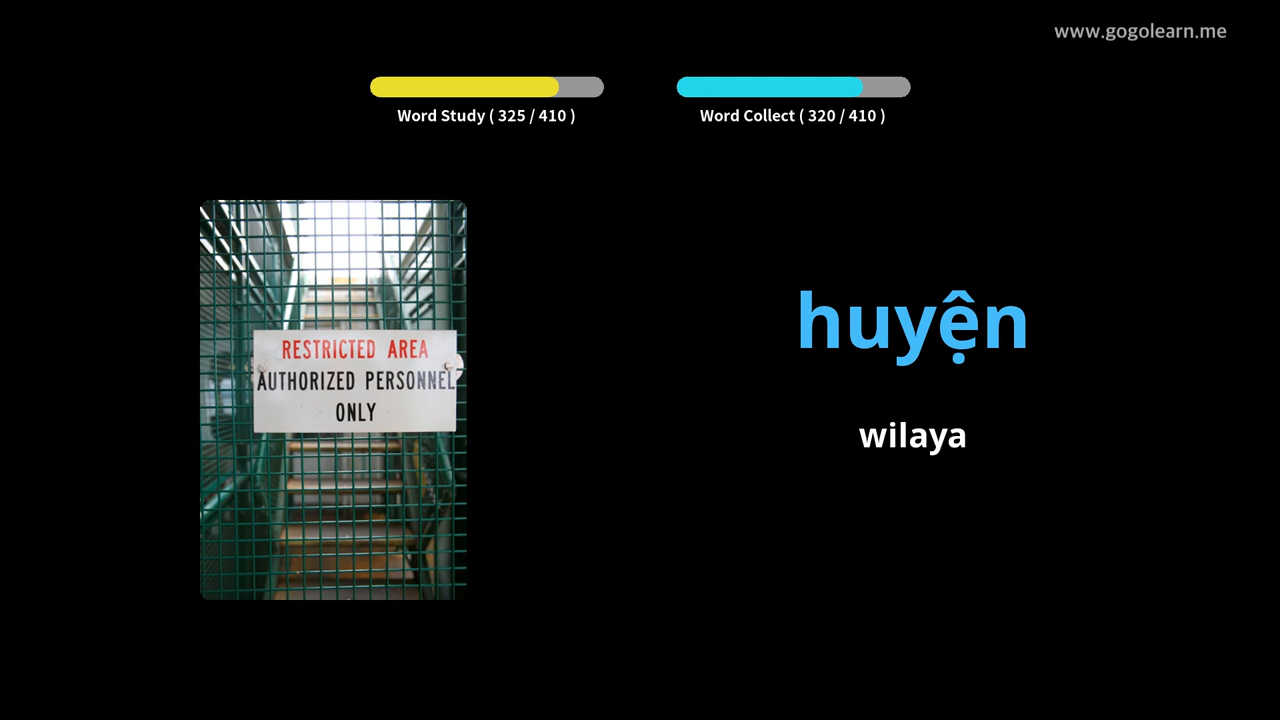 www.gogolearn.me
Word Study ( 325 / 410 )
Word Collect ( 320 / 410 )
RESTRICTED AREA
AUTHORIZED PERSONNEL
ONLY
huyện
wilaya